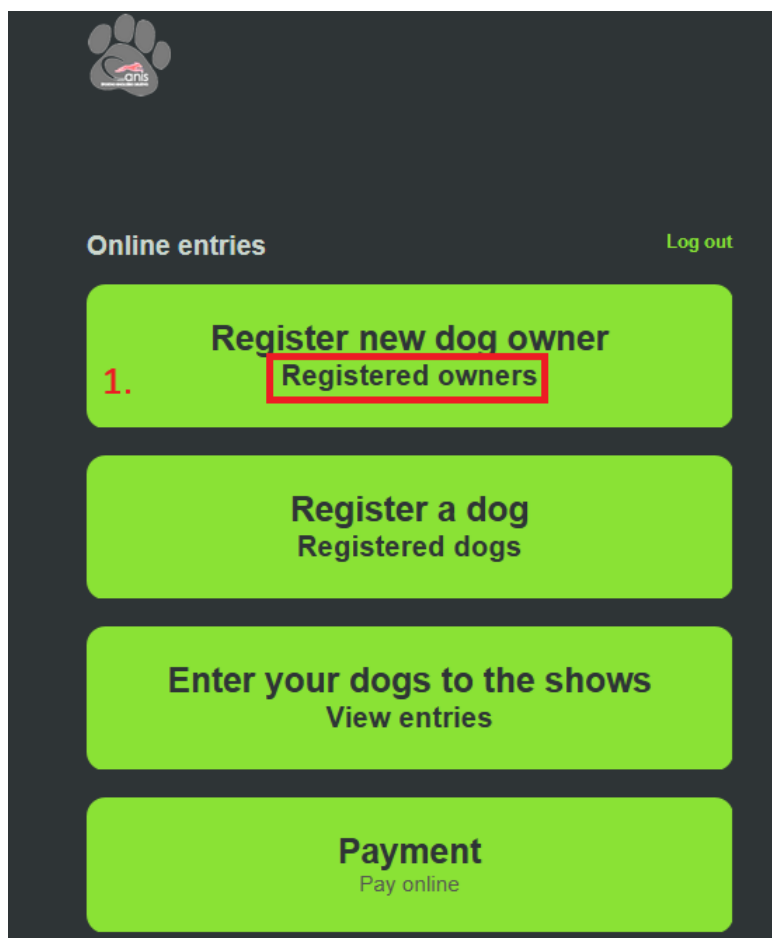 anis
Online entries
Log out
Register new dog owner
1.
Registered owners
Register a dog
Registered dogs
Enter your dogs to the shows
View entries
Payment
Pay online